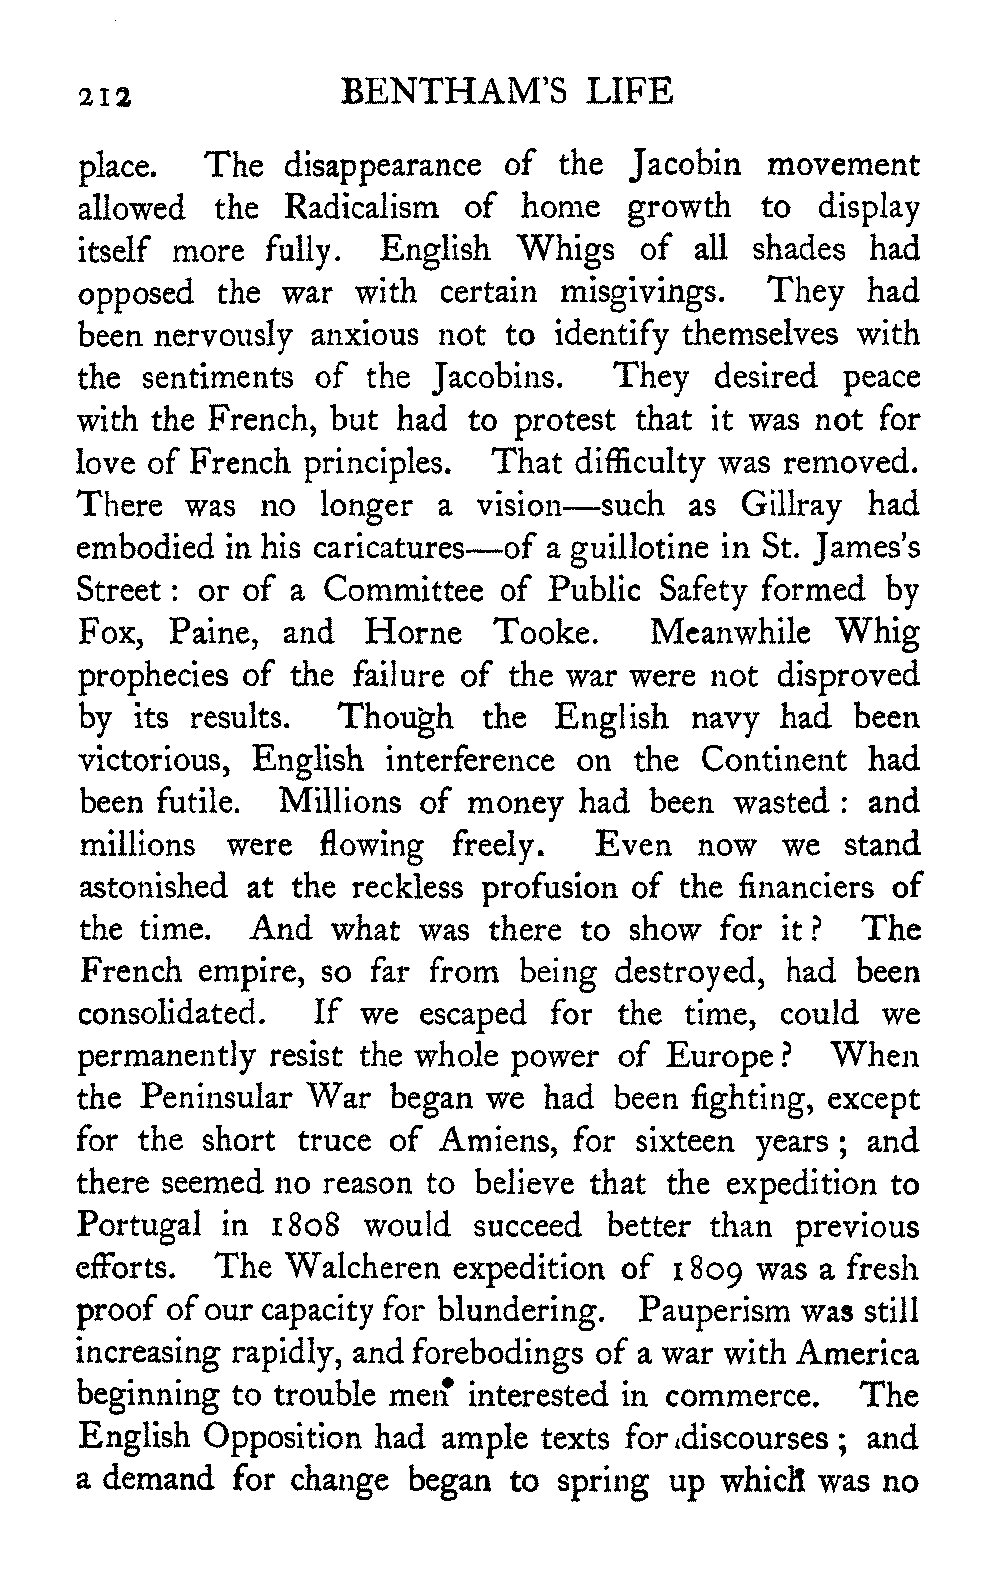 212 BENTHAM'S LIFE
place. The disappearance of the Jacobin movement
allowed the Radicalism of home growth to display
itself more fully. English Whigs of all shades had
opposed the war with certain misgivings. They had
been nervously anxious not to identify themselves with
the sentiments of the Jacobins. They desired peace
with the French, but had to protest that it was not for
love of French principles. That difficulty was removed.
There was no longer a vision—such as Gillray had
embodied in his caricatures—of a guillotine in St. James's
Street : or of a Committee of Public Safety formed by
Fox, Paine, and Horne Tooke. Meanwhile Whig
prophecies of the failure of the war were not disproved
by its results. Though the English navy had been
victorious, English interference on the Continent had
been futile. Millions of money had been wasted : and
millions were flowing freely. Even now we stand
astonished at the reckless profusion of the financiers of
the time. And what was there to show for it ? The
French empire, so far from being destroyed, had been
consolidated. If we escaped for the time, could we
permanently resist the whole power of Europe ? When
the Peninsular War began we had been fighting, except
for the short truce of Amiens, for sixteen years ; and
there seemed no reason to believe that the expedition to
Portugal in 1808 would succeed better than previous
efforts. The Walcheren expedition of 1809 was a fresh
proof of our capacity for blundering. Pauperism was still
increasing rapidly, and forebodings of a war with America
beginning to trouble men interested in commerce. The
English Opposition had ample texts for discourses ; and
a demand for change began to spring up which was no